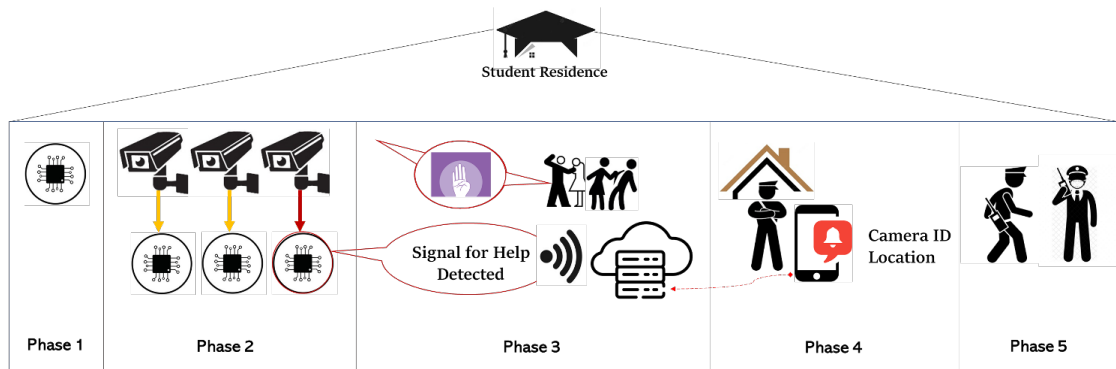 Student Residence
Signal for Help
Detected
Camera ID
Location
Phase 1
Phase 2
Phase 3
Phase 4
Phase 5